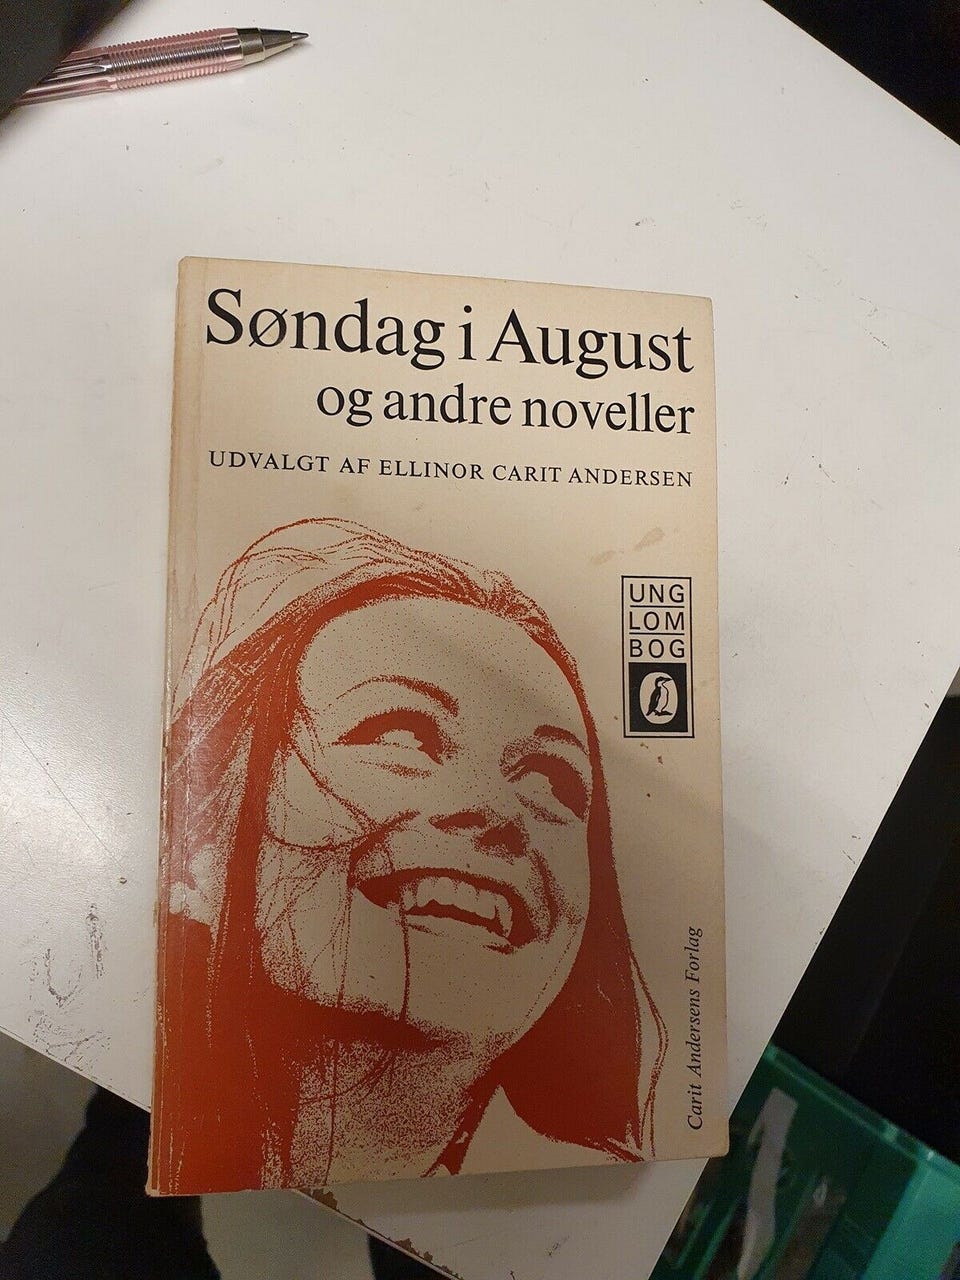 Søndag i August
og andre noveller
UDVALGT AF ELLINOR CARIT ANDERSEN
UNG
LOM
BOG
Carit Andersens Forlag